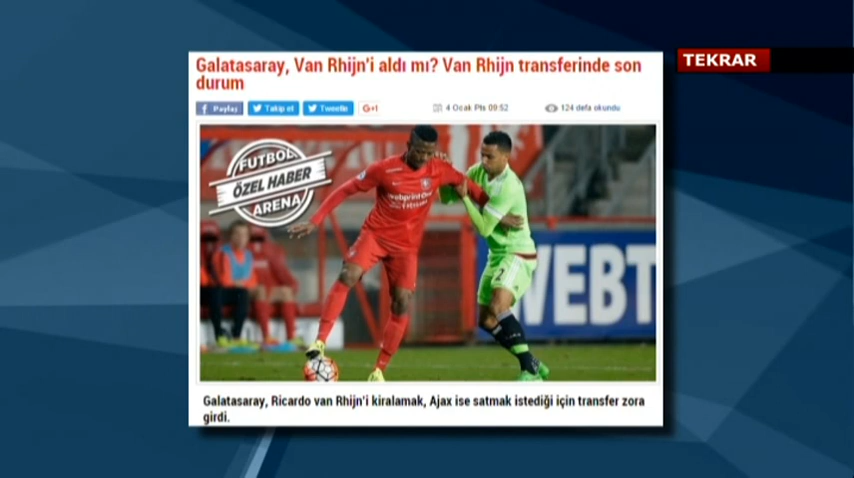 TEKRAR
Galatasaray, Van Rhijn'i aldı mı? Van Rhijn transferinde son
durum
Paylaş
Takip et
Tweetle
+1
4 Ocak Pts 09:52
124 defa okundu
FUTBOL
ÖZEL HABER
ARENA
2
WEBT
Galatasaray, Ricardo van Rhijn'i kiralamak, Ajax ise satmak istediği için transfer zora
girdi.